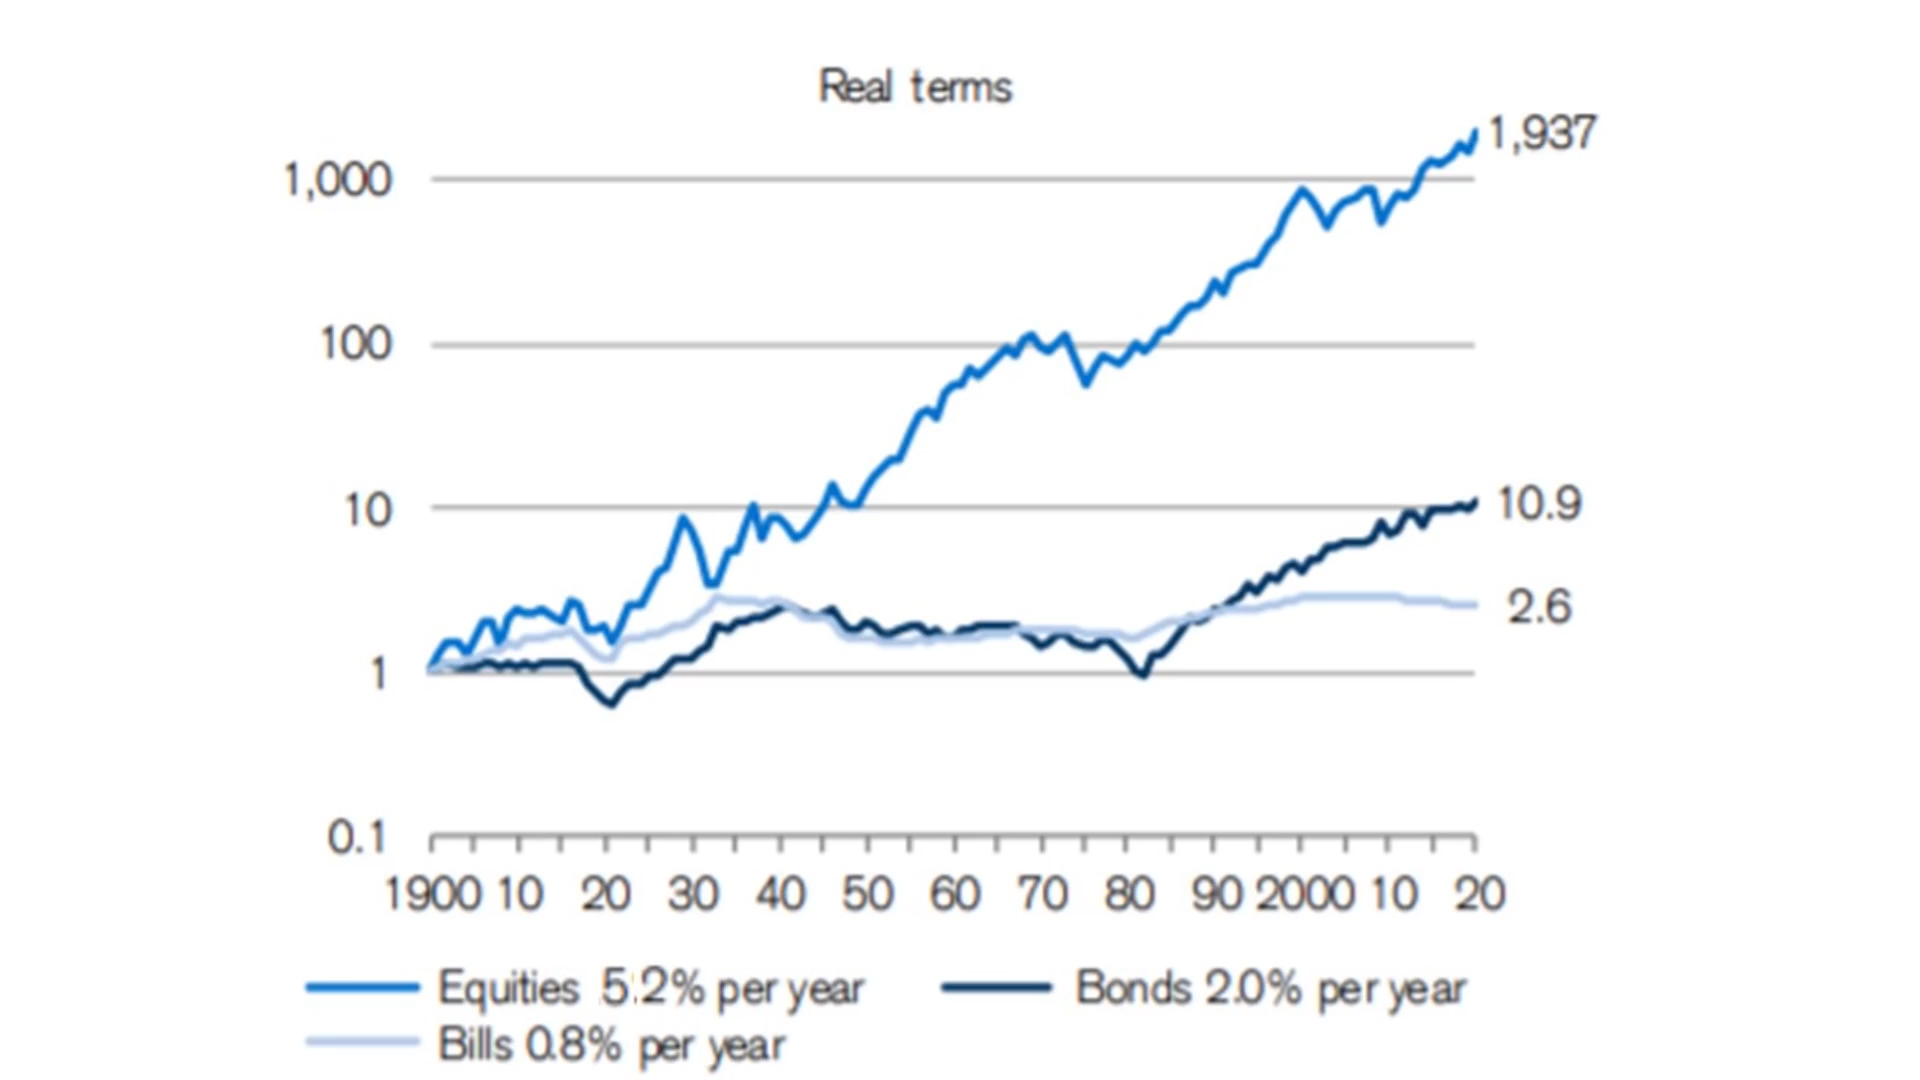 Real terms
1,937
1,000
100
10
10.9
2.6
1
0.1
1900 10 20 30 40 50 60 70 80 90 2000 10 20
Equities 5.2% per year
Bonds 2.0% per year
Bills 0.8% per year